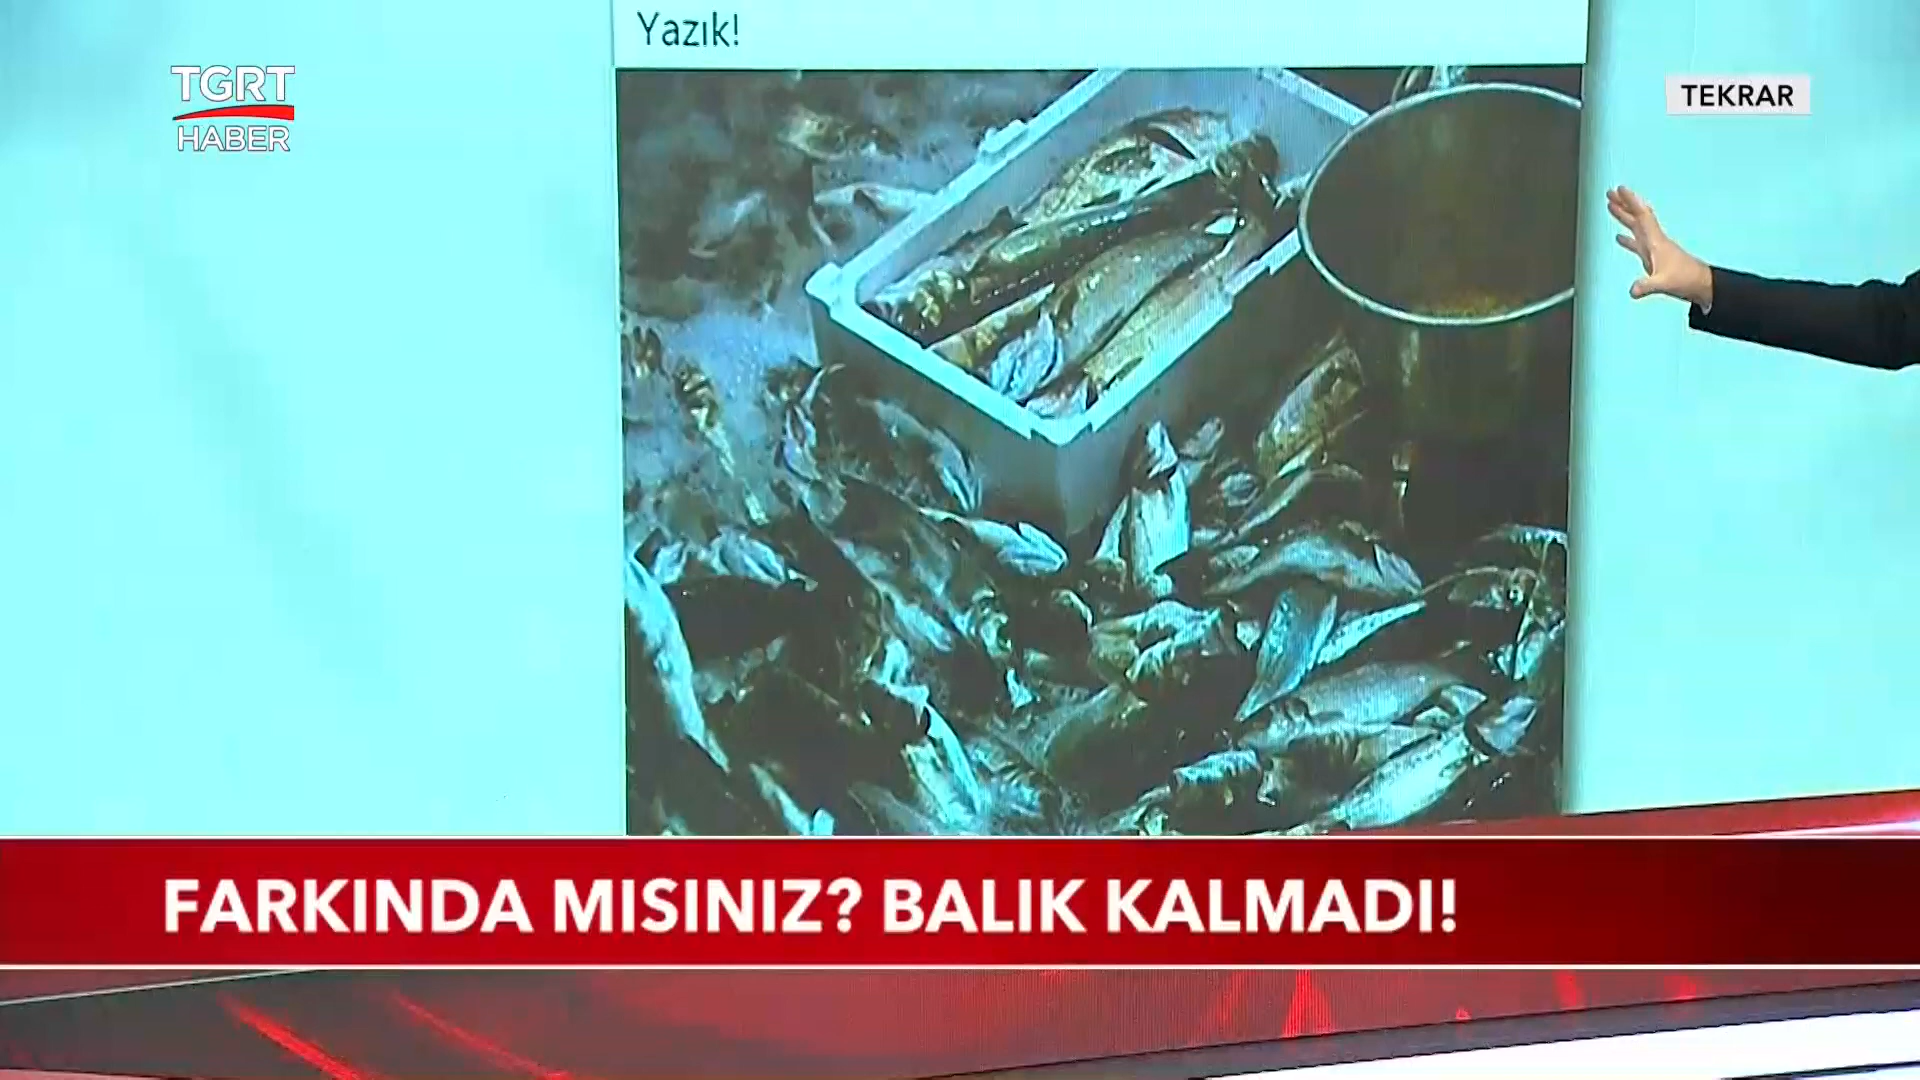 Yazık!
TGRT
HABER
TEKRAR
FARKINDA MISINIZ? BALIK KALMADI!